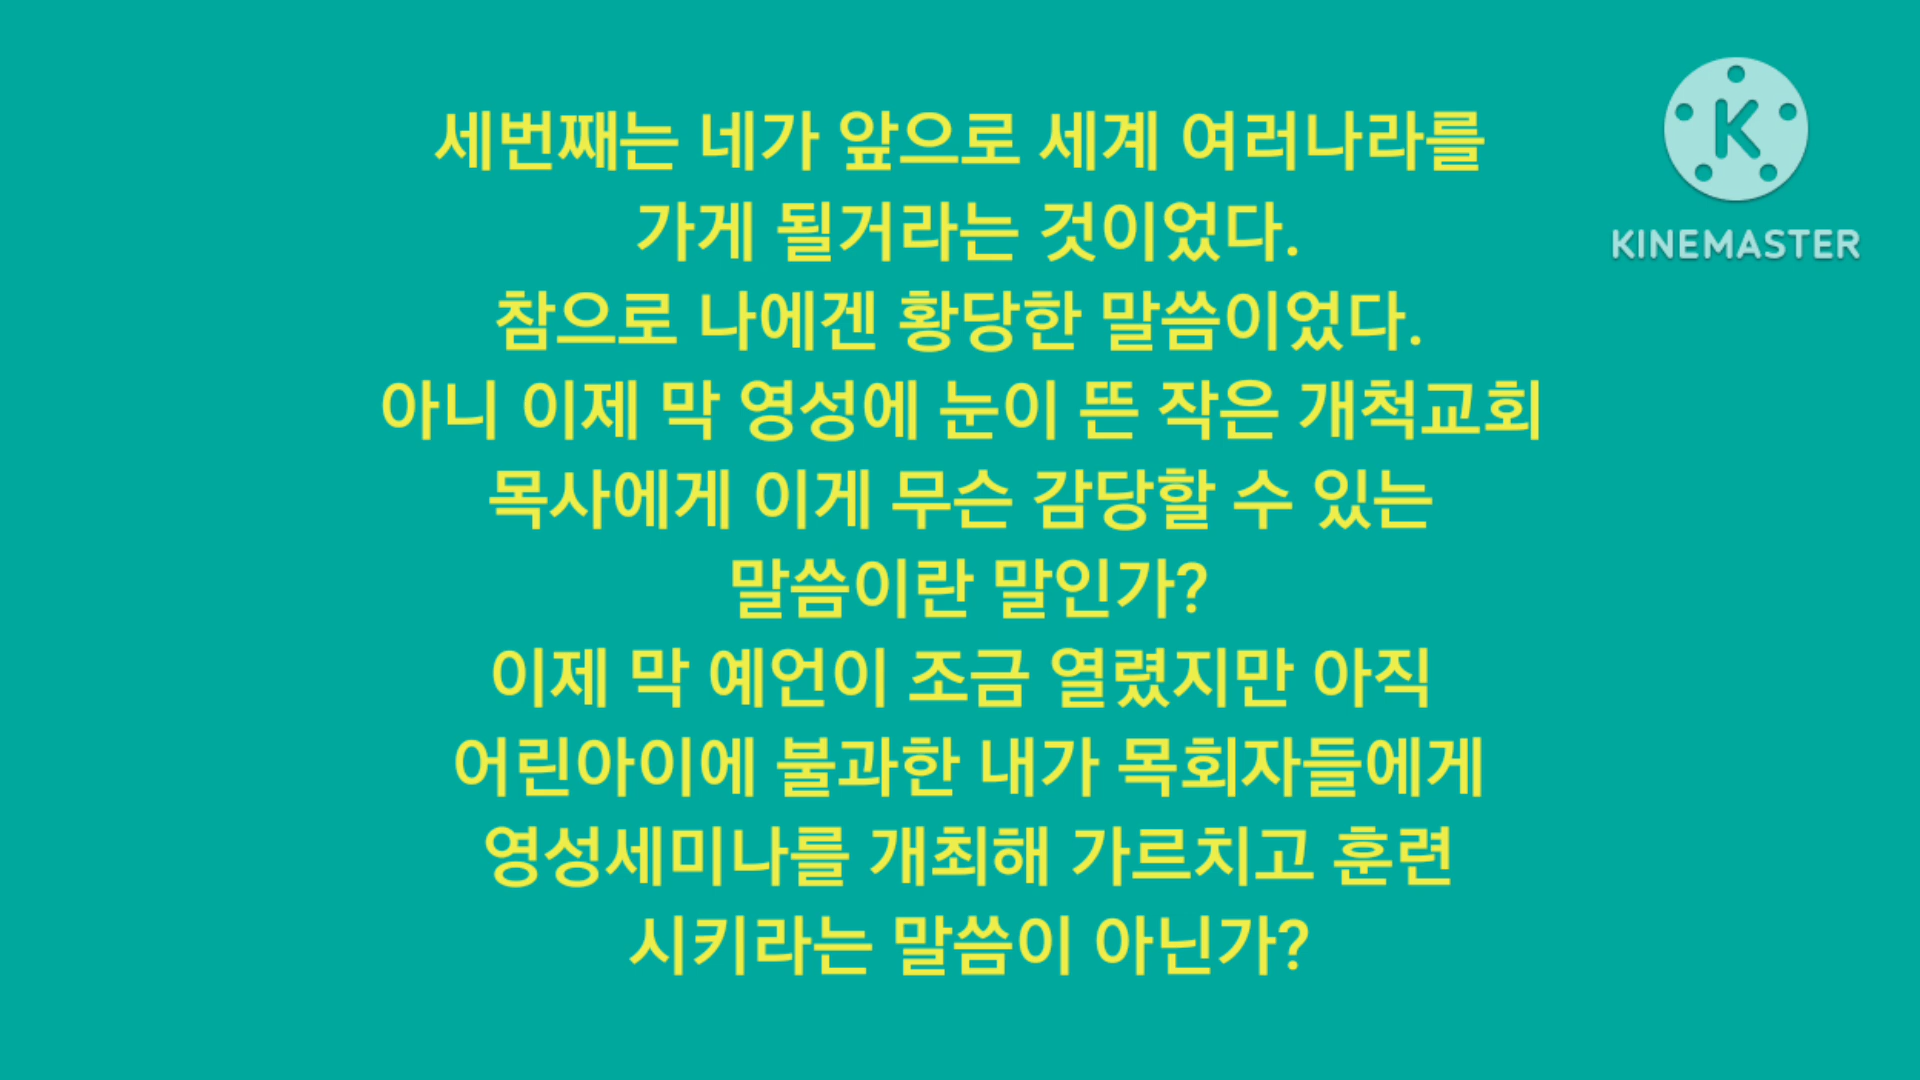 세번째는 네가 앞으로 세계 여러나라를
가게 될거라는 것이었다.
참으로 나에겐 황당한 말씀이었다.
아니 이제 막 영성에 눈이 뜬 작은 개척교회
목사에게 이게 무슨 감당할 수 있는
말씀이란 말인가?
이제 막 예언이 조금 열렸지만 아직
어린아이에 불과한 내가 목회자들에게
영성세미나를 개최해 가르치고 훈련
시키라는 말씀이 아닌가?
K
KINEMASTER